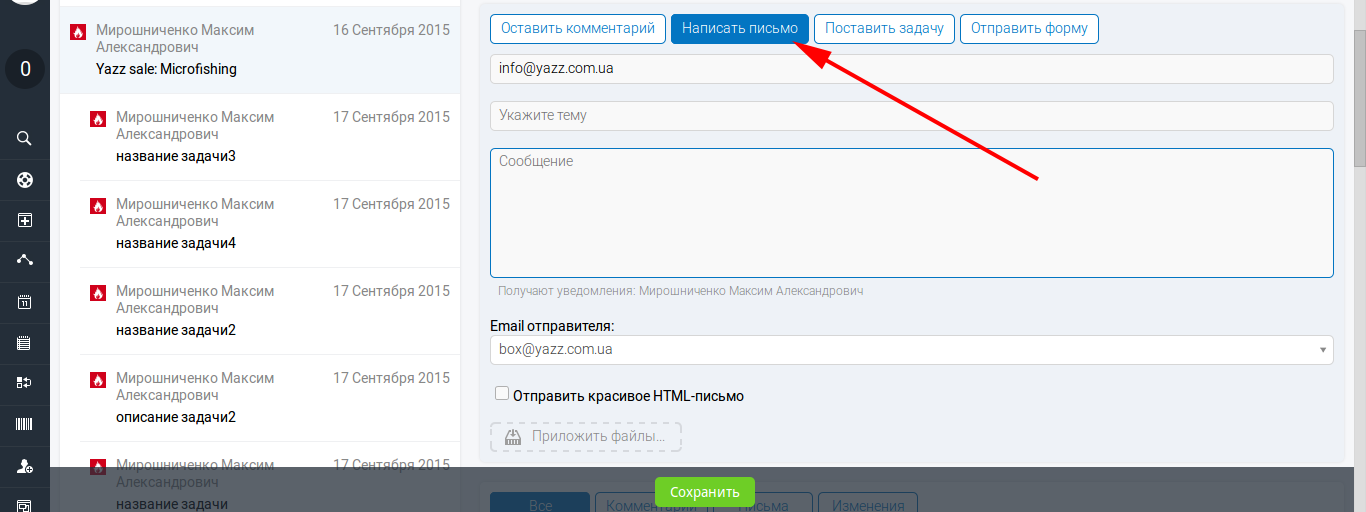 0
Мирошниченко Максим
Александрович
16 Сентября 2015
Yazz sale: Microfishing
Мирошниченко Максим
Александрович
17 Сентября 2015
название задачи3
Мирошниченко Максим
Александрович
17 Сентября 2015
название задачи4
Мирошниченко Максим
Александрович
17 Сентября 2015
название задачи2
Мирошниченко Максим
Александрович
17 Сентября 2015
описание задачи2
Мирошниченко Максим
Александрович
17 Сентября 2015
название задачи
11
Оставить комментарий
Написать письмо
Поставить задачу
Отправить форму
info@yazz.com.ua
Укажите тему
Сообщение
Получают уведомления: Мирошниченко Максим Александрович
Email отправителя:
box@yazz.com.ua
Отправить красивое HTML-письмо
Приложить файлы...
Сохранить
Все
Комментарии
Письма
Изменения